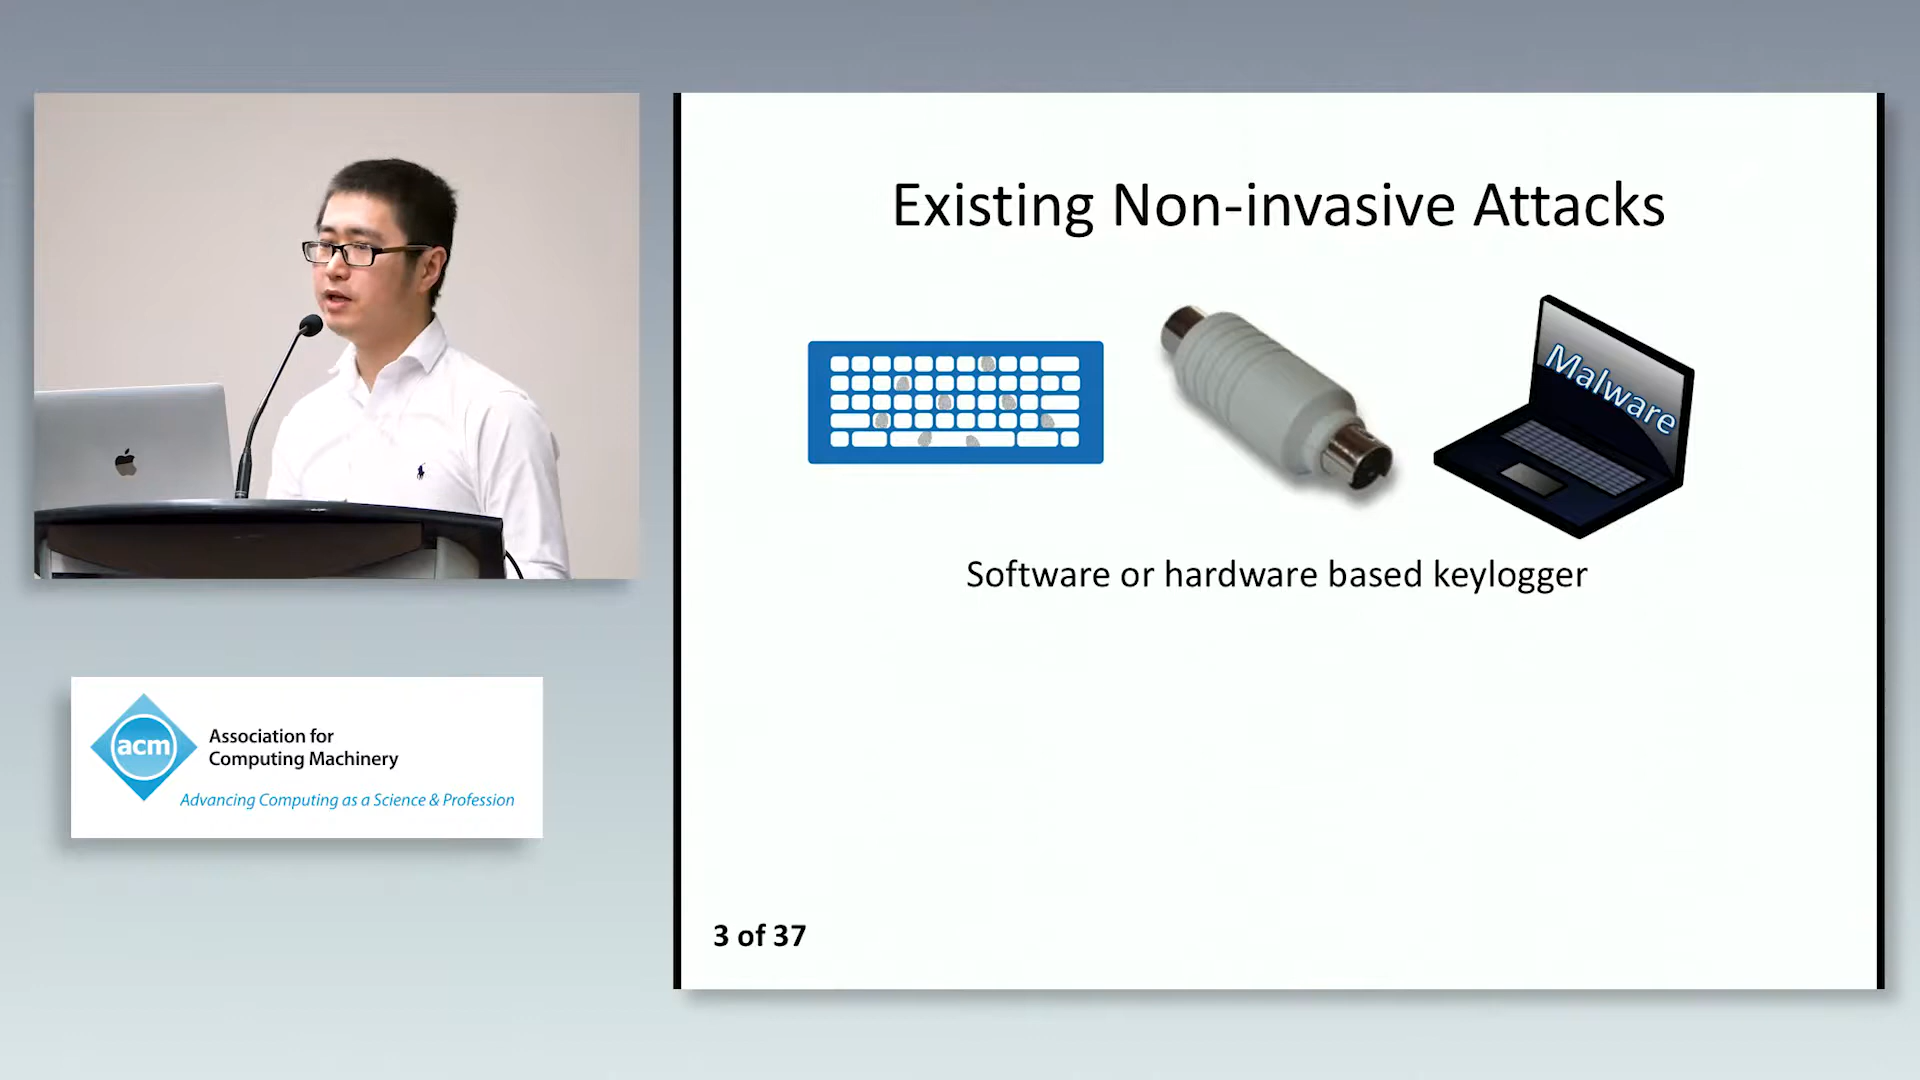 Existing Non-invasive Attacks
Malware
Software or hardware based keylogger
3 of 37
acm
Association for
Computing Machinery
Advancing Computing as a Science & Profession